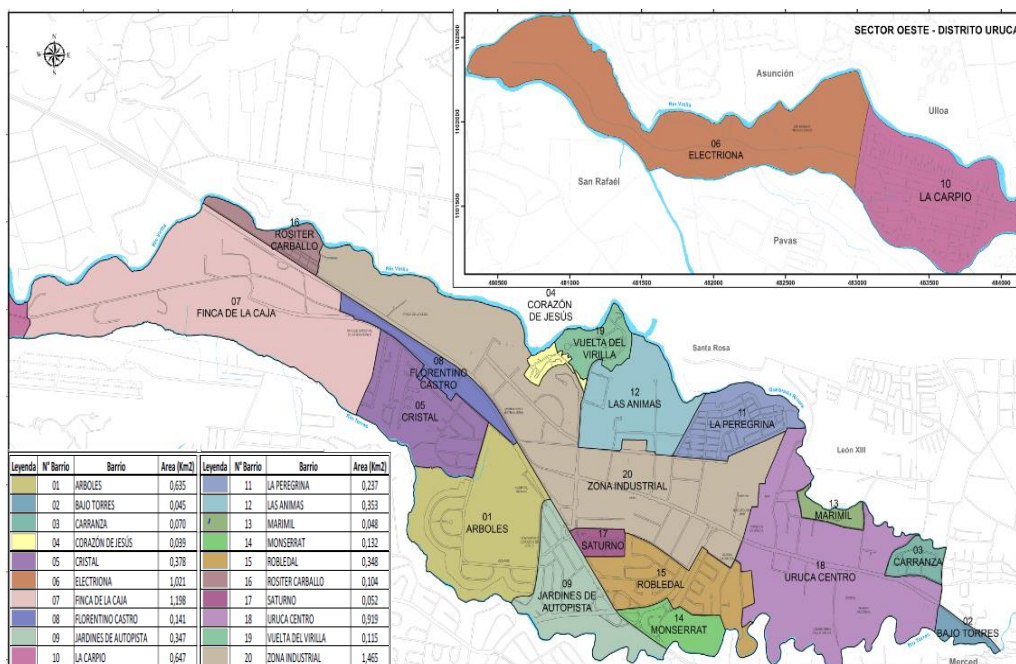 N
W E
S
SECTOR OESTE - DISTRITO URUCA
1102500
1102000
1101500
Asunción
Río Virilla
Ulloa
06
ELECTRIONA
10
LA CARPIO
San Rafaél
Pavas
480500 481000 481500 482000 482500 483000 483500 484000
16
ROSITER
CARBALLO
Río Virilla
Río Virilla
07
FINCA DE LA CAJA
04
CORAZÓN
DE JESÚS
19
VUELTA DEL
VIRILLA
Santa Rosa
08
FLORENTINO
CASTRO
12
LAS ANIMAS
11
LA PEREGRINA
05
CRISTAL
Río Torres
León XIII
20
ZONA INDUSTRIAL
13
MARIMIL
01
ARBOLES
17
SATURNO
03
CARRANZA
15
ROBLEDAL
18
URUCA CENTRO
09
JARDINES DE
AUTOPISTA
14
MONSERRAT
02
BAJO TORRES
Río Torres
Merced
Leyenda N° Barrio Barrio Area (Km2) Leyenda N° Barrio Barrio Area (Km2)
01 ARBOLES 0,635 11 LA PEREGRINA 0,237
02 BAJO TORRES 0,045 12 LAS ANIMAS 0,353
03 CARRANZA 0,070 13 MARIMIL 0,048
04 CORAZÓN DE JESÚS 0,039 14 MONSERRAT 0,132
05 CRISTAL 0,378 15 ROBLEDAL 0,348
06 ELECTRIONA 1,021 16 ROSITER CARBALLO 0,104
07 FINCA DE LA CAJA 1,198 17 SATURNO 0,052
08 FLORENTINO CASTRO 0,141 18 URUCA CENTRO 0,919
09 JARDINES DE AUTOPISTA 0,347 19 VUELTA DEL VIRILLA 0,115
10 LA CARPIO 0,647 20 ZONA INDUSTRIAL 1,465